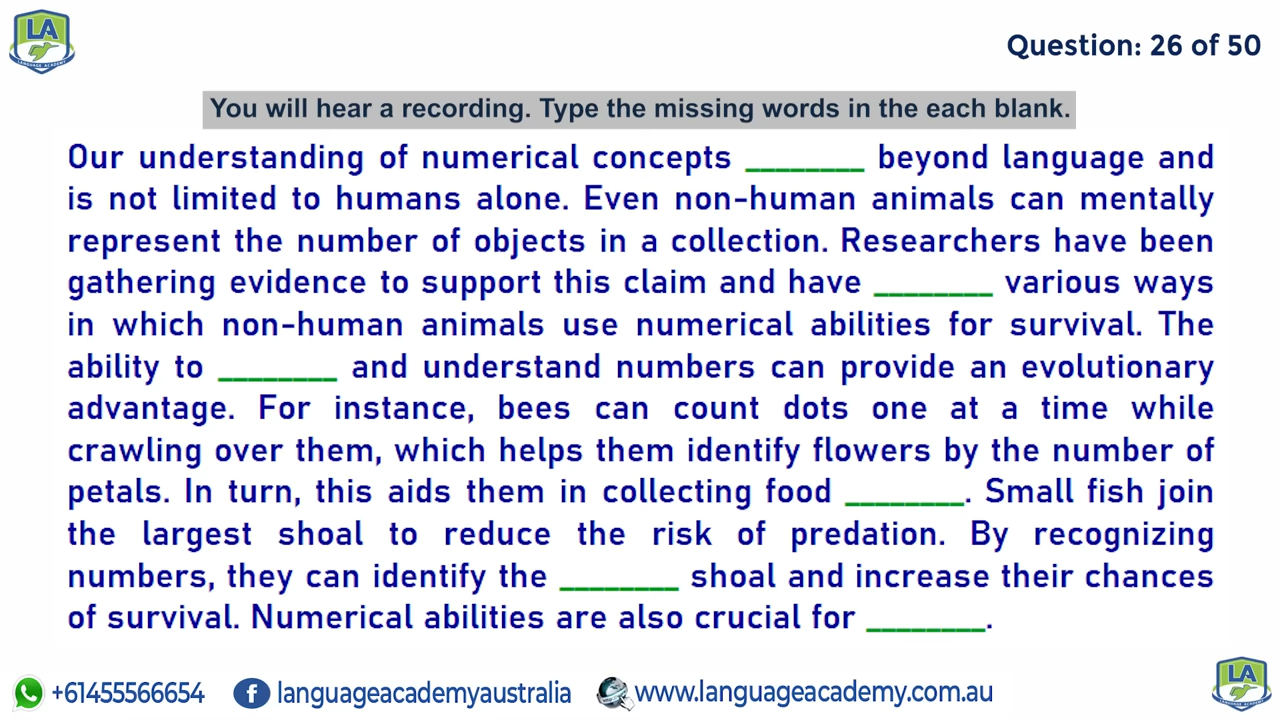 LA
LANGUAGE ACADEMY
Question: 26 of 50
You will hear a recording. Type the missing words in the each blank.
Our understanding of numerical concepts ________ beyond language and
is not limited to humans alone. Even non-human animals can mentally
represent the number of objects in a collection. Researchers have been
gathering evidence to support this claim and have ________ various ways
in which non-human animals use numerical abilities for survival. The
ability to ________ and understand numbers can provide an evolutionary
advantage. For instance, bees can count dots one at a time while
crawling over them, which helps them identify flowers by the number of
petals. In turn, this aids them in collecting food ________. Small fish join
the largest shoal to reduce the risk of predation. By recognizing
numbers, they can identify the ________ shoal and increase their chances
of survival. Numerical abilities are also crucial for ________.
+61455566654
languageacademyaustralia
www.languageacademy.com.au
LA
LANGUAGE ACADEMY